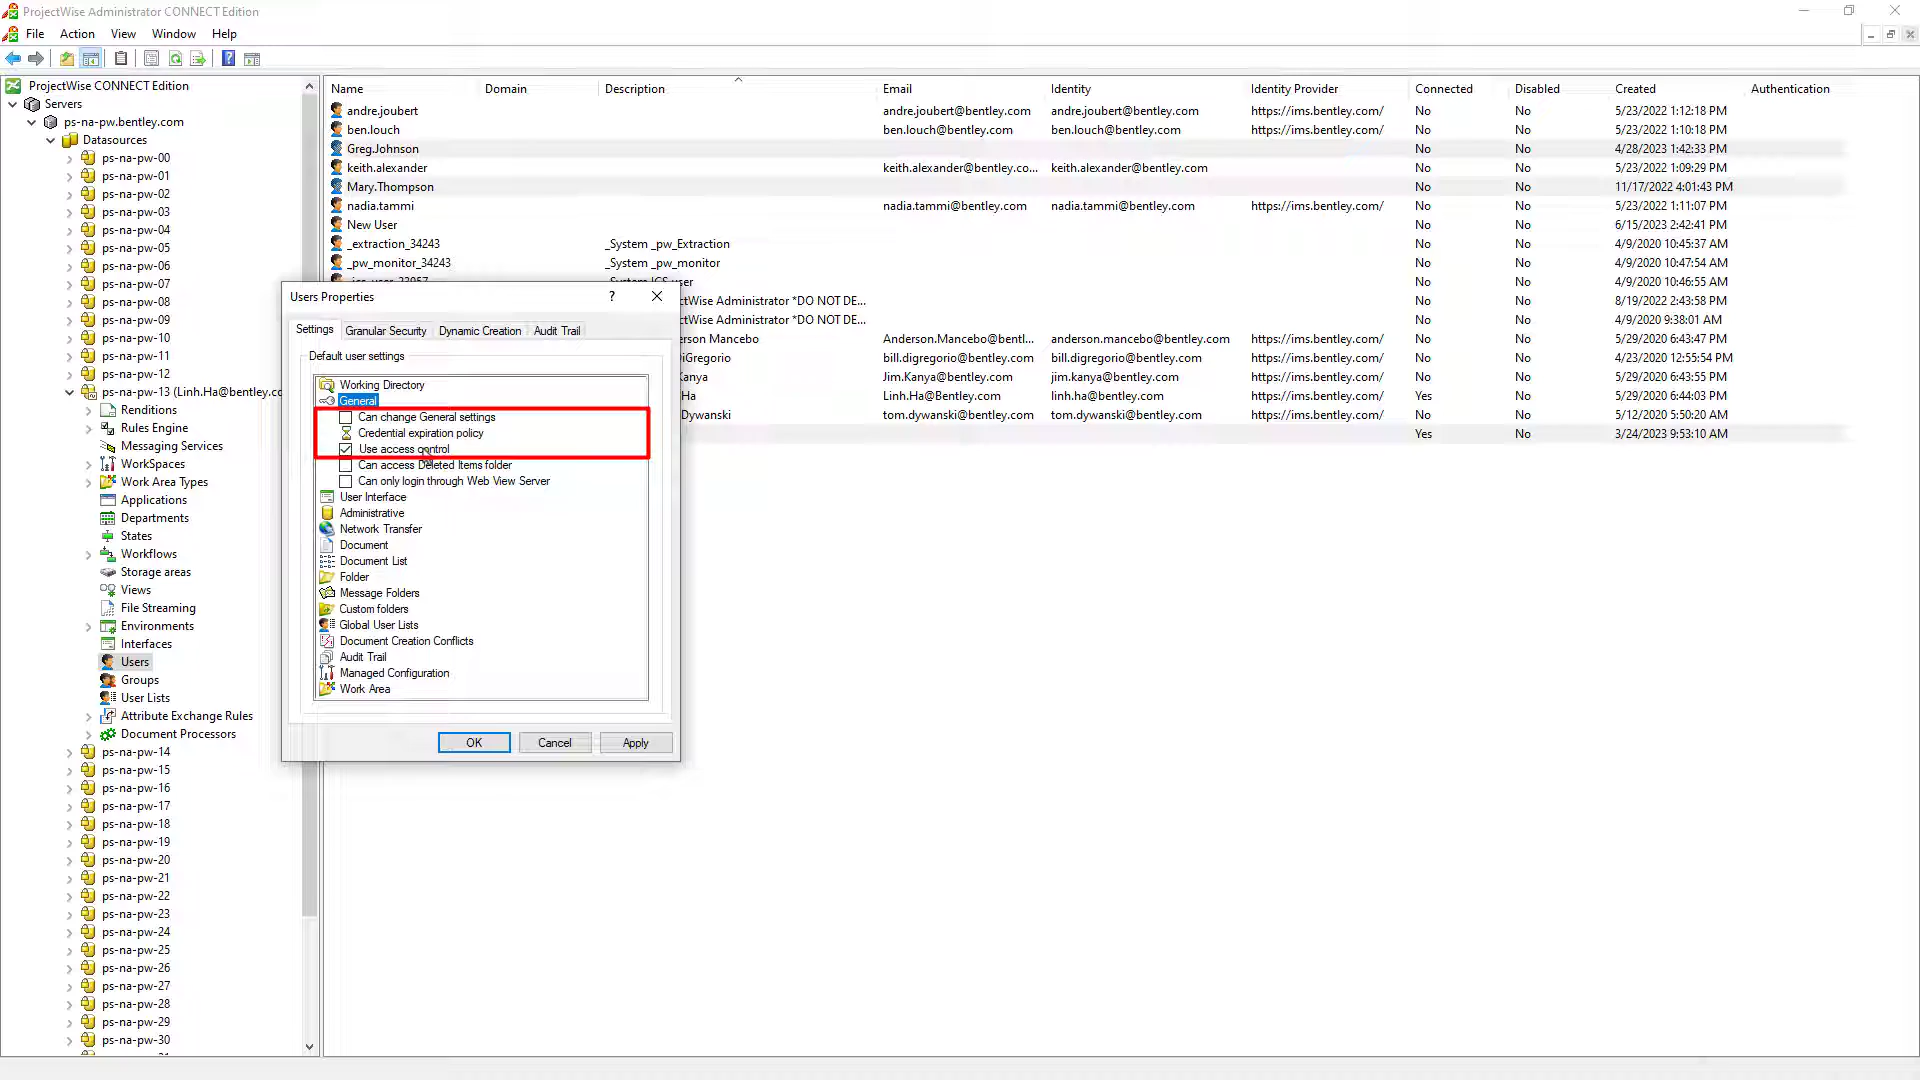 ProjectWise Administrator CONNECT Edition
File Action View Window Help
ProjectWise CONNECT Edition
Servers
ps-na-pw.bentley.com
Datasources
ps-na-pw-00
ps-na-pw-01
ps-na-pw-02
ps-na-pw-03
ps-na-pw-04
ps-na-pw-05
ps-na-pw-06
ps-na-pw-07
ps-na-pw-08
ps-na-pw-09
ps-na-pw-10
ps-na-pw-11
ps-na-pw-12
ps-na-pw-13 (Linh.Ha@bentley.cc
Renditions
Rules Engine
Messaging Services
WorkSpaces
Work Area Types
Applications
Departments
States
Workflows
Storage areas
Views
File Streaming
Environments
Interfaces
Users
Groups
User Lists
Attribute Exchange Rules
Document Processors
ps-na-pw-14
ps-na-pw-15
ps-na-pw-16
ps-na-pw-17
ps-na-pw-18
ps-na-pw-19
ps-na-pw-20
ps-na-pw-21
ps-na-pw-22
ps-na-pw-23
ps-na-pw-24
ps-na-pw-25
ps-na-pw-26
ps-na-pw-27
ps-na-pw-28
ps-na-pw-29
ps-na-pw-30
Name Domain Description Email Identity Identity Provider Connected Disabled Created Authentication
andre.joubert andre.joubert@bentley.com andre.joubert@bentley.com https://ims.bentley.com/ No No 5/23/2022 1:12:18 PM
ben.louch ben.louch@bentley.com ben.louch@bentley.com https://ims.bentley.com/ No No 5/23/2022 1:10:18 PM
Greg.Johnson No No 4/28/2023 1:42:33 PM
keith.alexander keith.alexander@bentley.co... keith.alexander@bentley.com No No 5/23/2022 1:09:29 PM
Mary.Thompson No No 11/17/2022 4:01:43 PM
nadia.tammi nadia.tammi@bentley.com nadia.tammi@bentley.com https://ims.bentley.com/ No No 5/23/2022 1:11:07 PM
New User No No 6/15/2023 2:42:41 PM
_extraction_34243 _System _pw_Extraction No No 4/9/2020 10:45:37 AM
_pw_monitor_34243 _System _pw_monitor No No 4/9/2020 10:47:54 AM
No No 4/9/2020 10:46:55 AM
ctWise Administrator *DO NOT DE... No No 8/19/2022 2:43:58 PM
ctWise Administrator *DO NOT DE... No No 4/9/2020 9:38:01 AM
rson Mancebo Anderson.Mancebo@bentl... anderson.mancebo@bentley.com https://ims.bentley.com/ No No 5/29/2020 6:43:47 PM
DiGregorio bill.digregorio@bentley.com bill.digregorio@bentley.com https://ims.bentley.com/ No No 4/23/2020 12:55:54 PM
Kanya Jim.Kanya@bentley.com jim.kanya@bentley.com https://ims.bentley.com/ No No 5/29/2020 6:43:55 PM
Ha Linh.Ha@bentley.com linh.ha@bentley.com https://ims.bentley.com/ Yes No 5/29/2020 6:44:03 PM
Dywanski tom.dywanski@bentley.com tom.dywanski@bentley.com https://ims.bentley.com/ No No 5/12/2020 5:50:20 AM
Yes No 3/24/2023 9:53:10 AM
Users Properties
Settings Granular Security Dynamic Creation Audit Trail
Default user settings
Working Directory
General
Can change General settings
Credential expiration policy
Use access control
Can access Deleted Items folder
Can only login through Web View Server
User Interface
Administrative
Network Transfer
Document
Document List
Folder
Message Folders
Custom folders
Global User Lists
Document Creation Conflicts
Audit Trail
Managed Configuration
Work Area
OK Cancel Apply